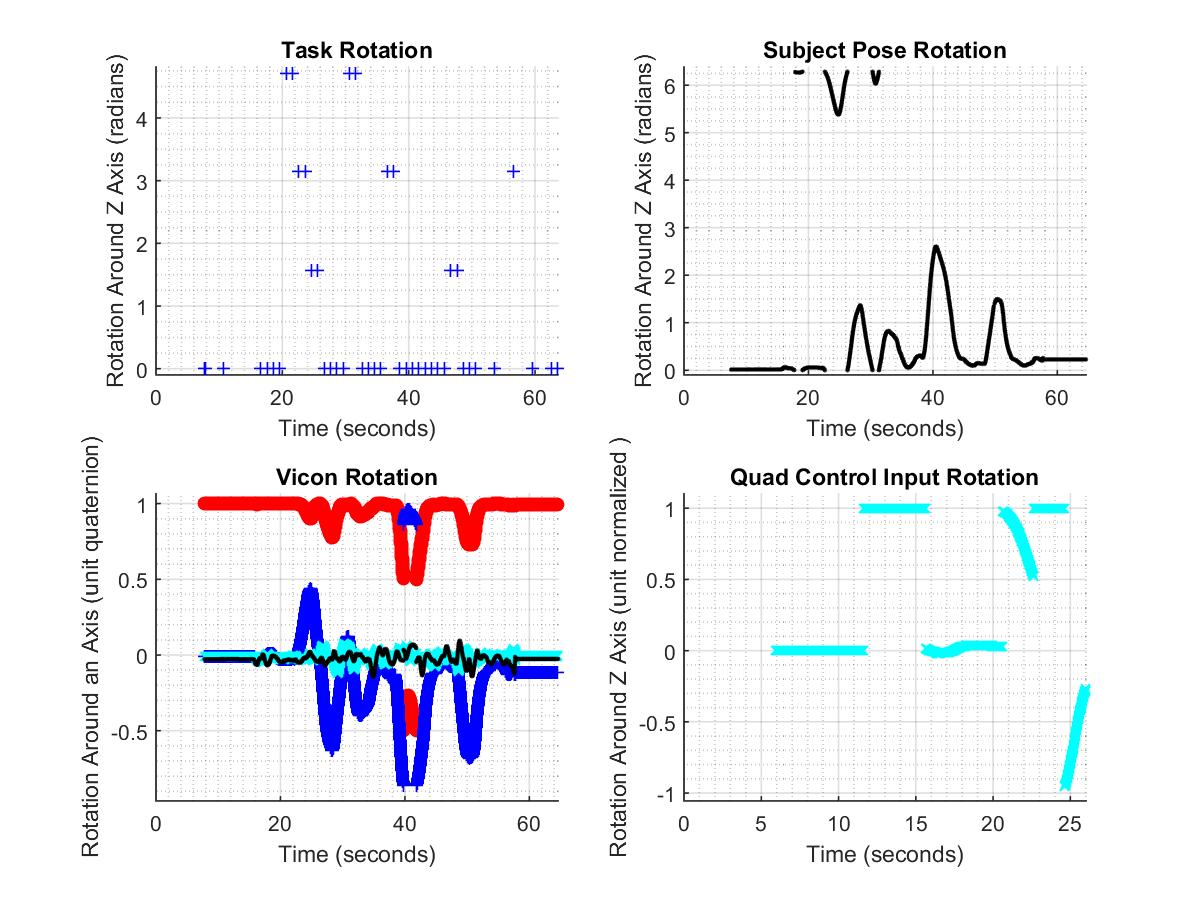 Task Rotation
Rotation Around Z Axis (radians)
4
3
2
1
0
0 20 40 60
Time (seconds)
Subject Pose Rotation
Rotation Around Z Axis (radians)
6
5
4
3
2
1
0
0 20 40 60
Time (seconds)
Vicon Rotation
Rotation Around an Axis (unit quaternion)
1
0.5
0
-0.5
0 20 40 60
Time (seconds)
Quad Control Input Rotation
Rotation Around Z Axis (unit normalized )
1
0.5
0
-0.5
-1
0 5 10 15 20 25
Time (seconds)